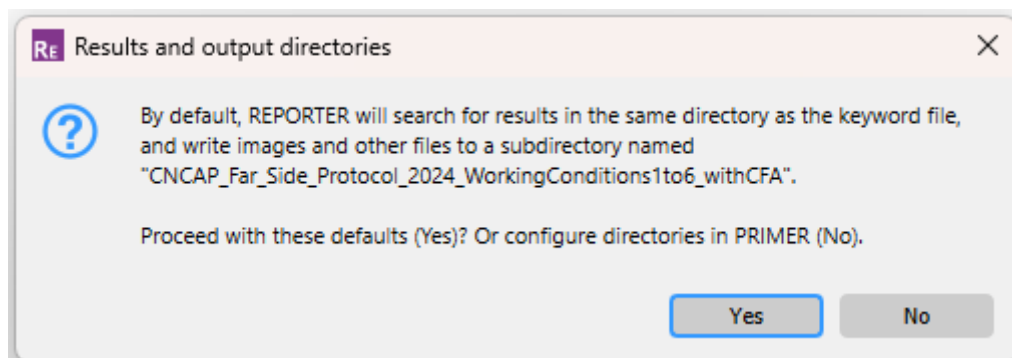 RE Results and output directories
By default, REPORTER will search for results in the same directory as the keyword file,
and write images and other files to a subdirectory named
"CNCAP_Far_Side_Protocol_2024_WorkingConditions1to6_withCFA".
Proceed with these defaults (Yes)? Or configure directories in PRIMER (No).
Yes No